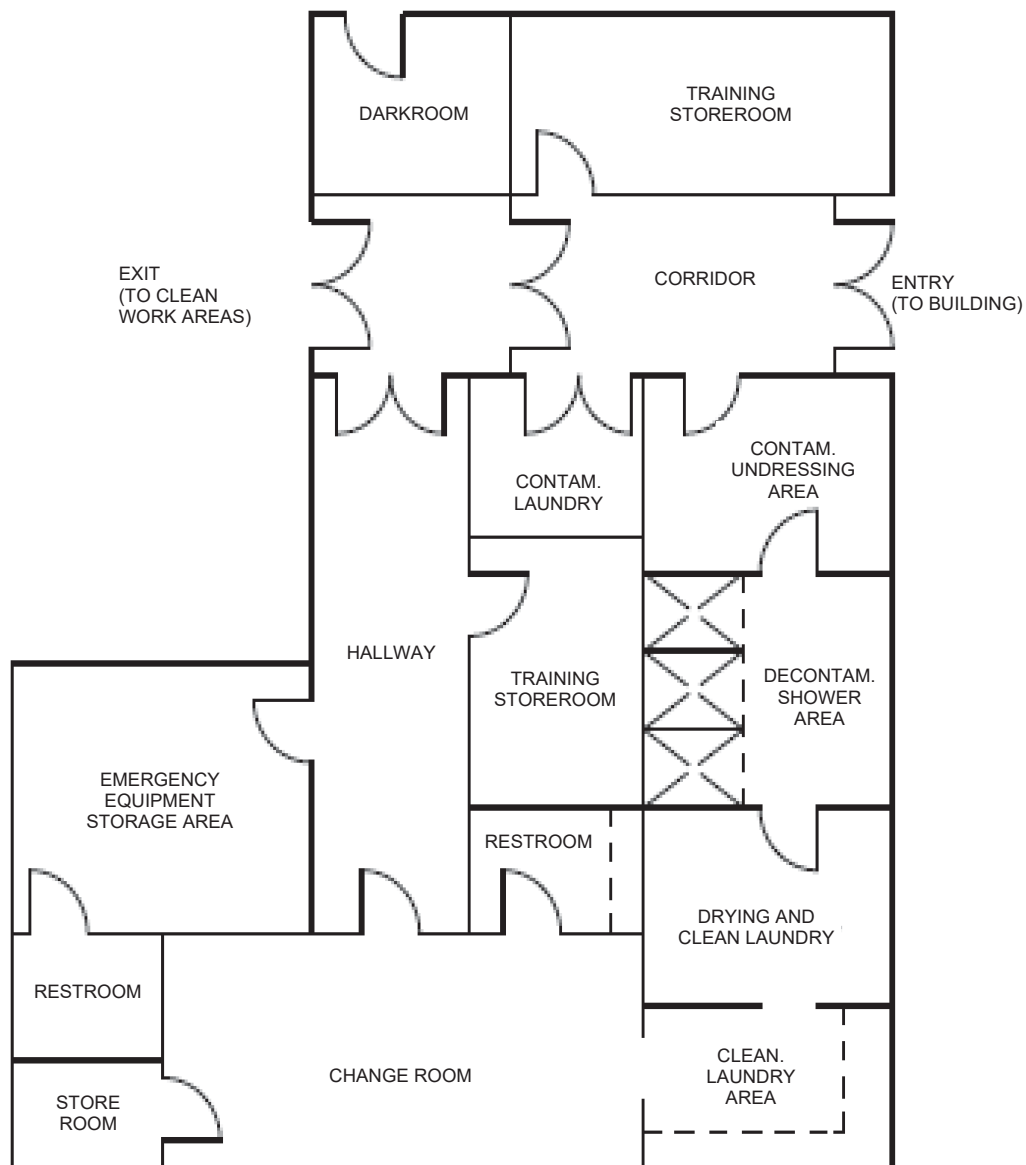 DARKROOM
TRAINING
STOREROOM
EXIT
(TO CLEAN
WORK AREAS)
CORRIDOR
ENTRY
(TO BUILDING)
CONTAM.
LAUNDRY
CONTAM.
UNDRESSING
AREA
HALLWAY
TRAINING
STOREROOM
DECONTAM.
SHOWER
AREA
EMERGENCY
EQUIPMENT
STORAGE AREA
RESTROOM
DRYING AND
CLEAN LAUNDRY
RESTROOM
CHANGE ROOM
CLEAN.
LAUNDRY
AREA
STORE
ROOM